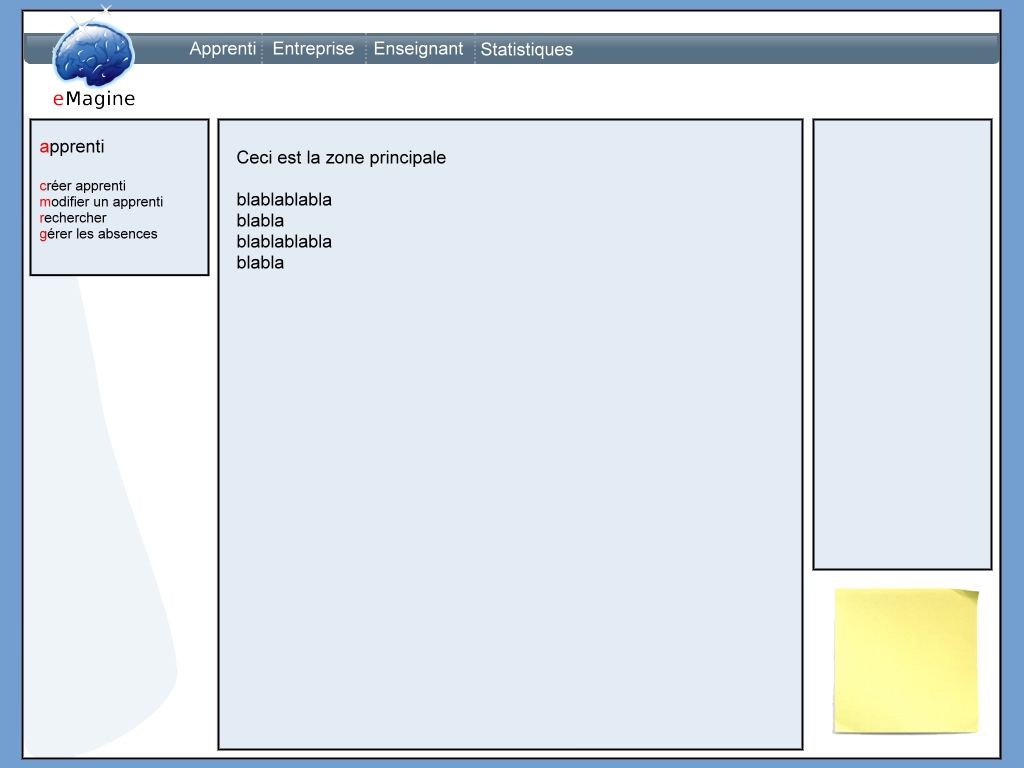 Apprenti Entreprise Enseignant Statistiques
eMagine
apprenti
créer apprenti
modifier un apprenti
rechercher
gérer les absences
Ceci est la zone principale
blablablabla
blabla
blablablabla
blabla